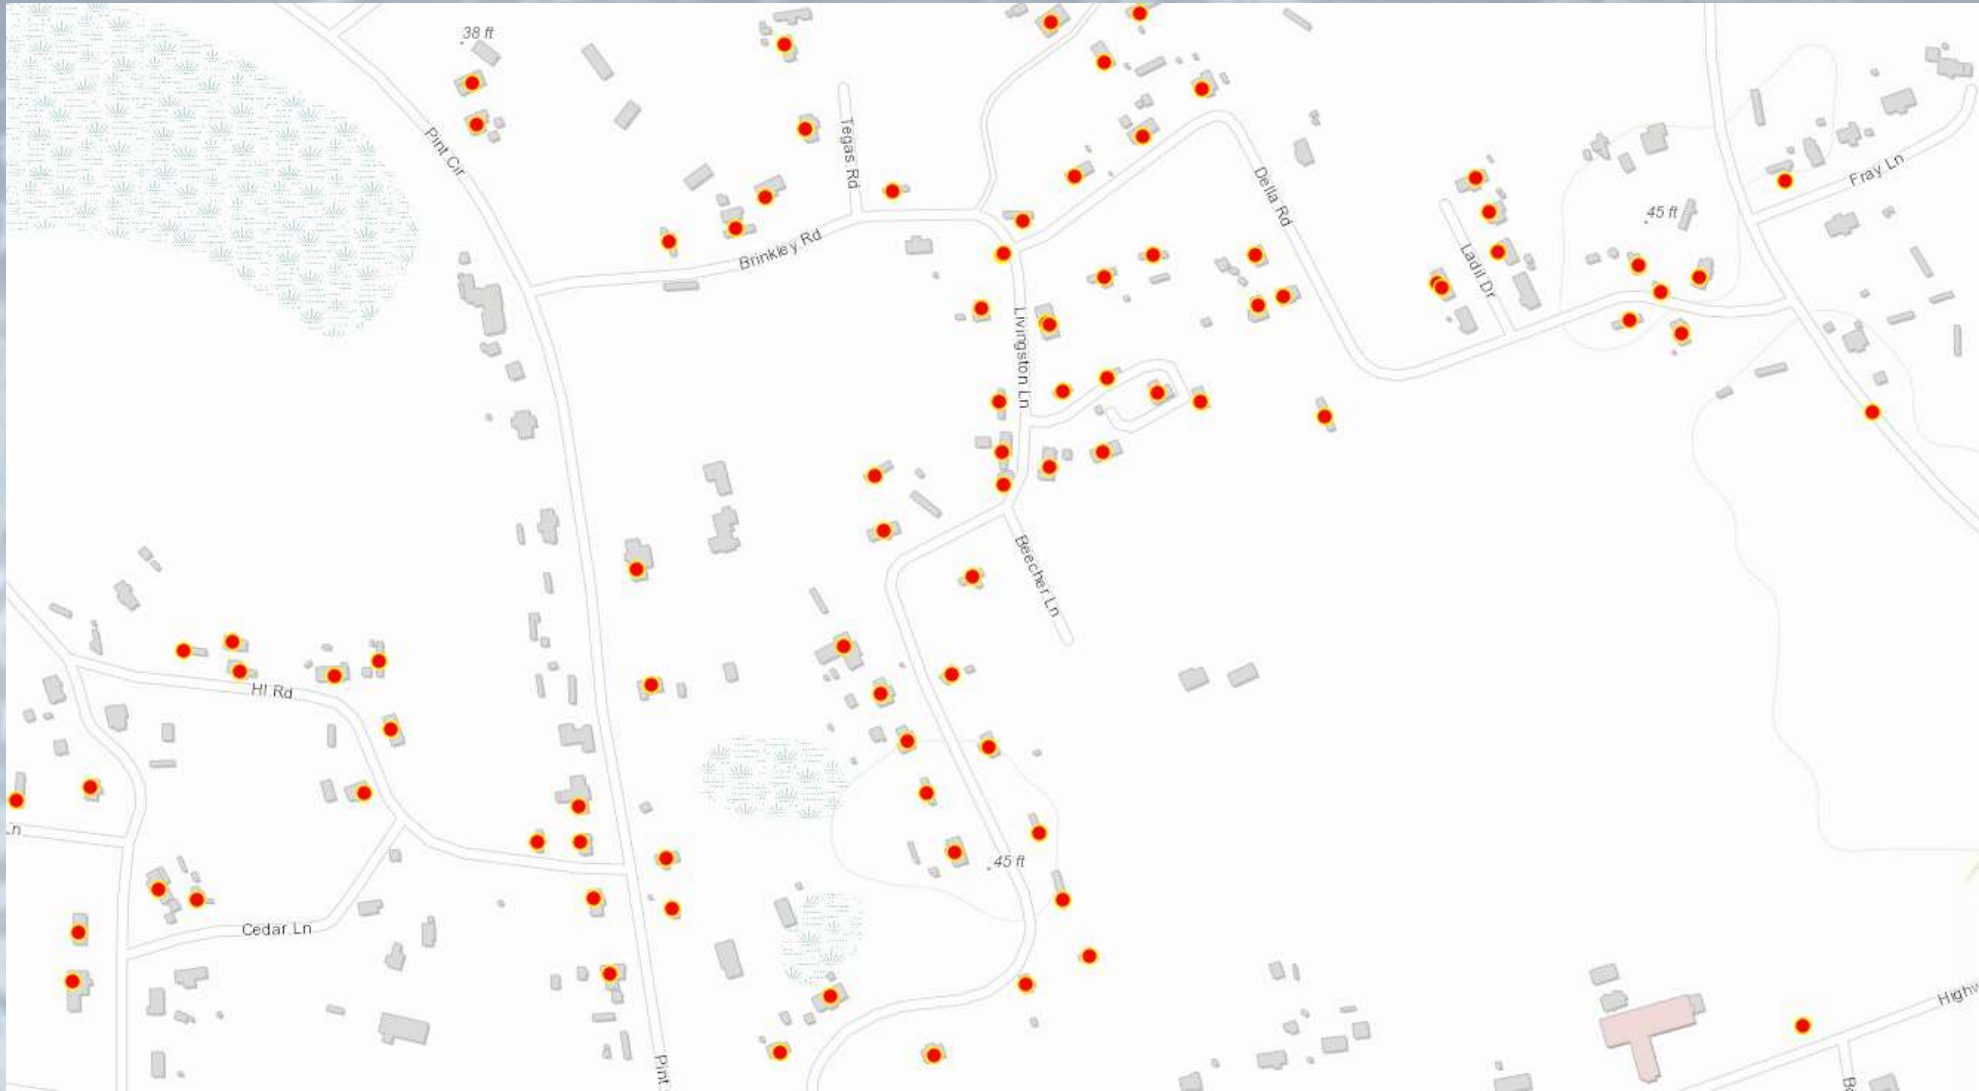 38 ft
Pint Cir
Tegas Rd
Brinkley Rd
Della Rd
Fray Ln
45 ft
Ladil Dr
Livingston Ln
Beecher Ln
HI Rd
Ln
45 ft
Cedar Ln
Highw
Pint